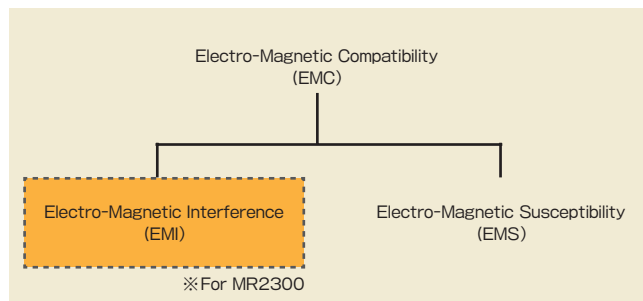 Electro-Magnetic Compatibility
(EMC)
Electro-Magnetic Interference
(EMI)
Electro-Magnetic Susceptibility
(EMS)
※For MR2300